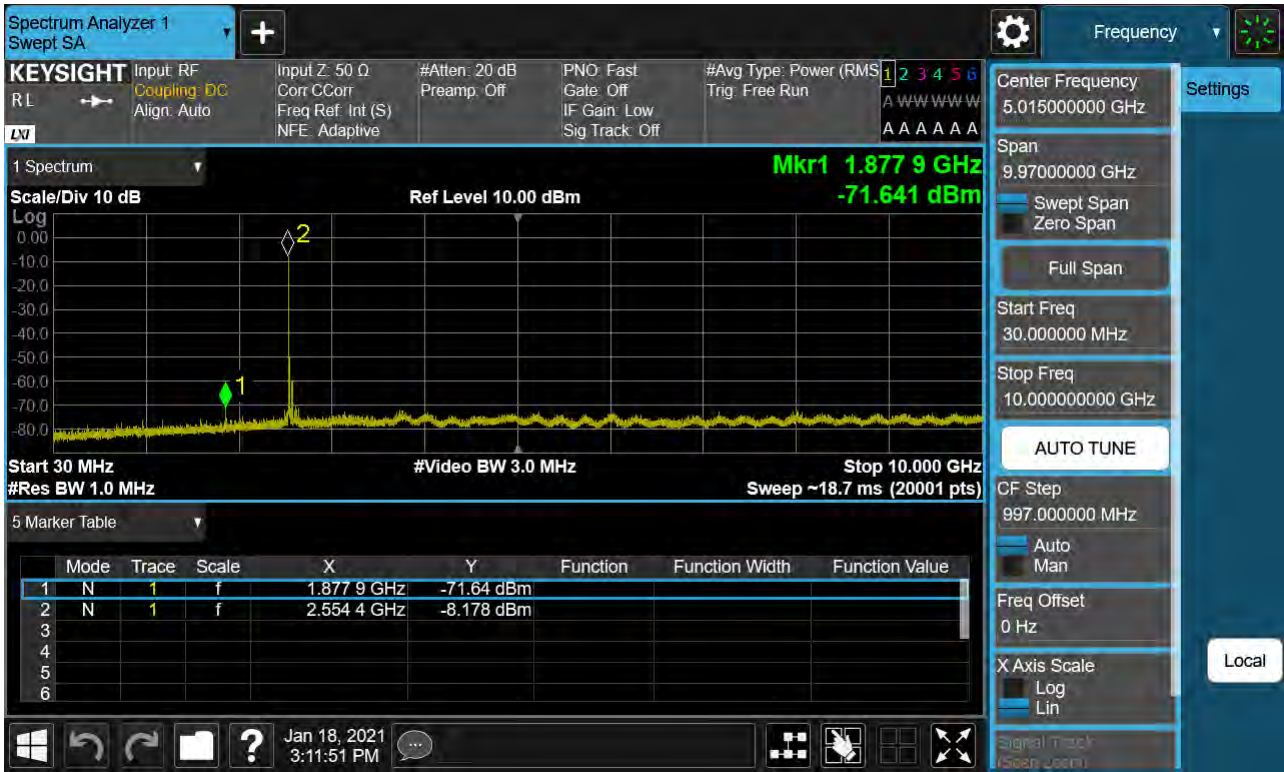 Spectrum Analyzer 1
Swept SA
Frequency
KEYSIGHT
RL
LXI
Input: RF
Coupling: DC
Align: Auto
Input Z: 50 Ω
Corr CCorr
Freq Ref: Int (S)
NFE: Adaptive
#Atten: 20 dB
Preamp: Off
PNO: Fast
Gate: Off
IF Gain: Low
Sig Track: Off
#Avg Type: Power (RMS
Trig: Free Run
1 2 3 4 5 6
A W W W W W
A A A A A A
1 Spectrum
Scale/Div 10 dB
Ref Level 10.00 dBm
Mkr1 1.877 9 GHz
-71.641 dBm
Log
0.00
-10.0
-20.0
-30.0
-40.0
-50.0
-60.0
-70.0
-80.0
2
1
Start 30 MHz
#Video BW 3.0 MHz
Stop 10.000 GHz
#Res BW 1.0 MHz
Sweep ~18.7 ms (20001 pts)
5 Marker Table
Mode Trace Scale X Y Function Function Width Function Value
1 N 1 f 1.877 9 GHz -71.64 dBm
2 N 1 f 2.554 4 GHz -8.178 dBm
3
4
5
6
Jan 18, 2021
3:11:51 PM
Center Frequency
5.015000000 GHz
Span
9.97000000 GHz
Swept Span
Zero Span
Full Span
Start Freq
30.000000 MHz
Stop Freq
10.000000000 GHz
AUTO TUNE
CF Step
997.000000 MHz
Auto
Man
Freq Offset
0 Hz
X Axis Scale
Log
Lin
Signal Track
(Span Zoom)
Settings
Local